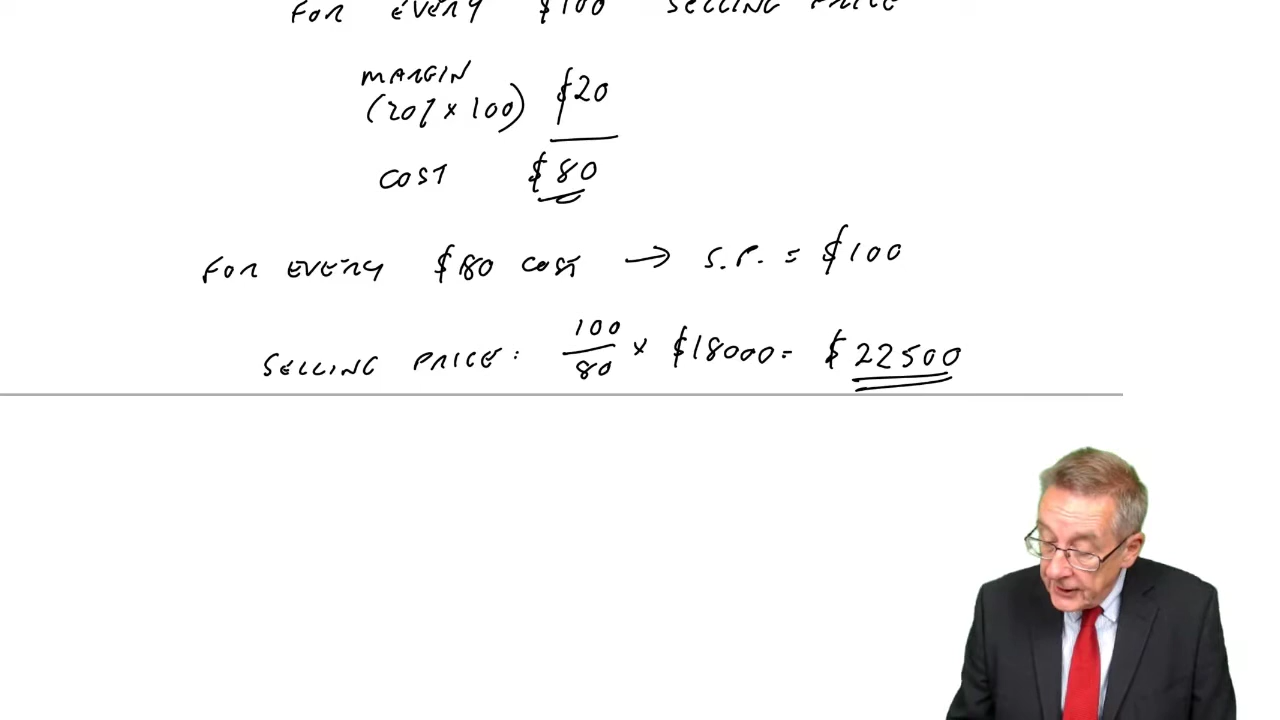 FOR EVERY $100 SELLING PRICE
MARGIN
(20% × 100) $20
COST $80
FOR EVERY $80 COST → S.P. = $100
SELLING PRICE: 100/80 × $18000 = $22500